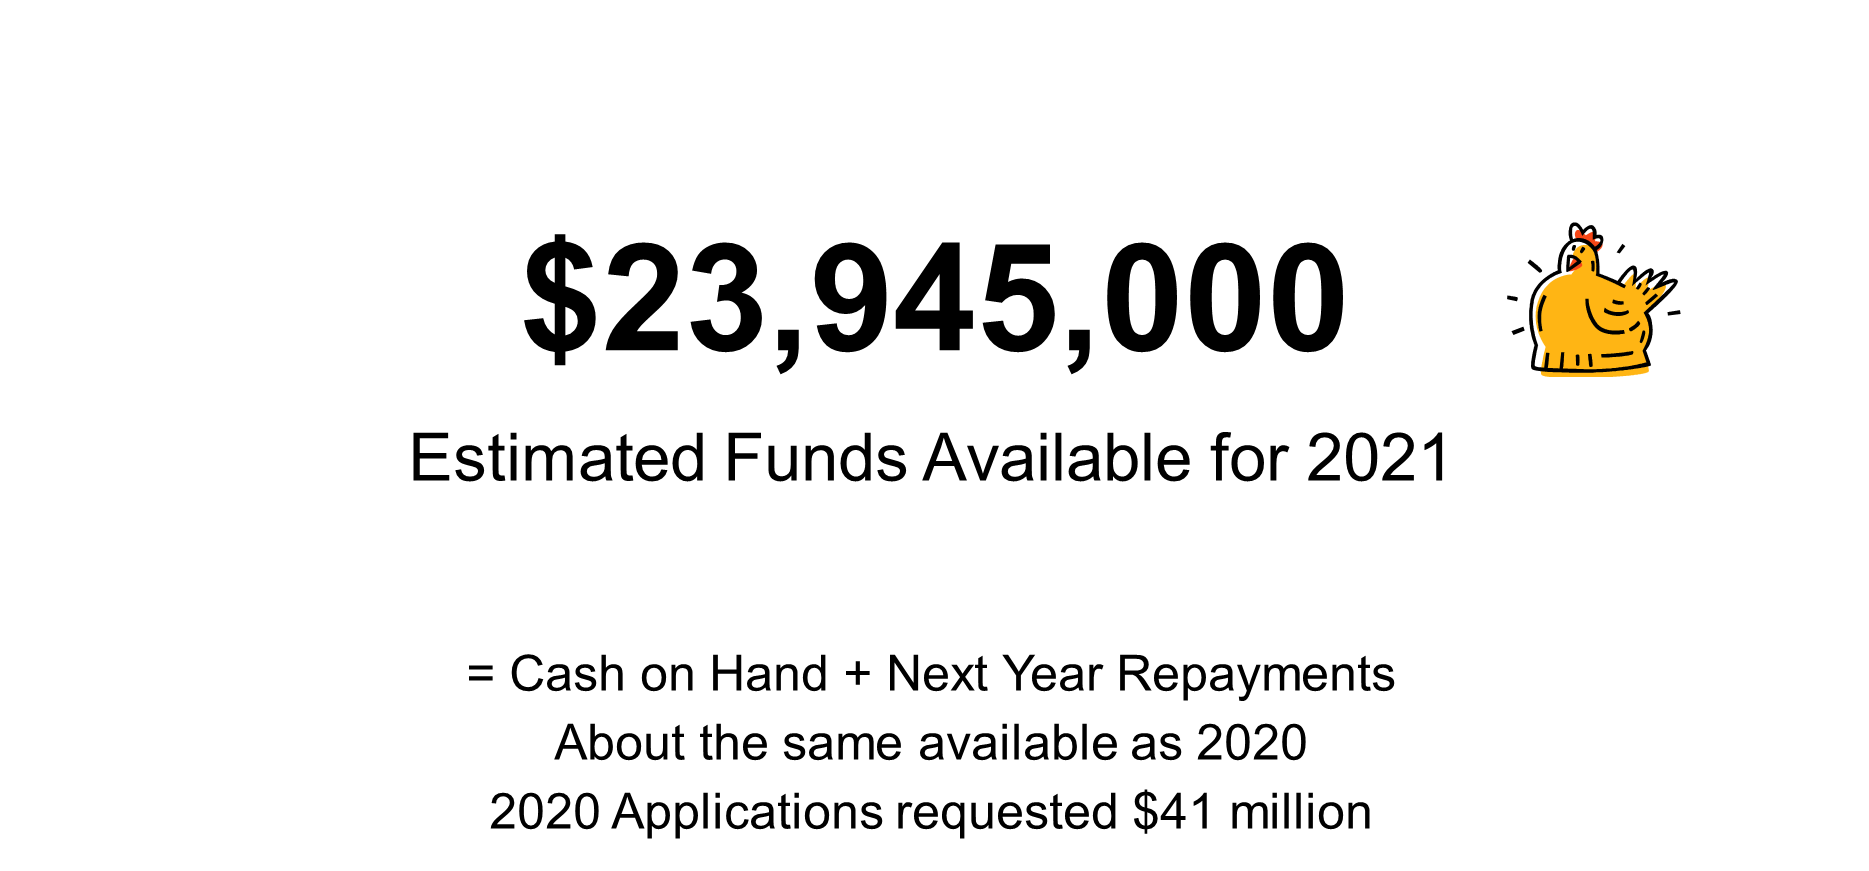 $23,945,000
Estimated Funds Available for 2021
= Cash on Hand + Next Year Repayments
About the same available as 2020
2020 Applications requested $41 million